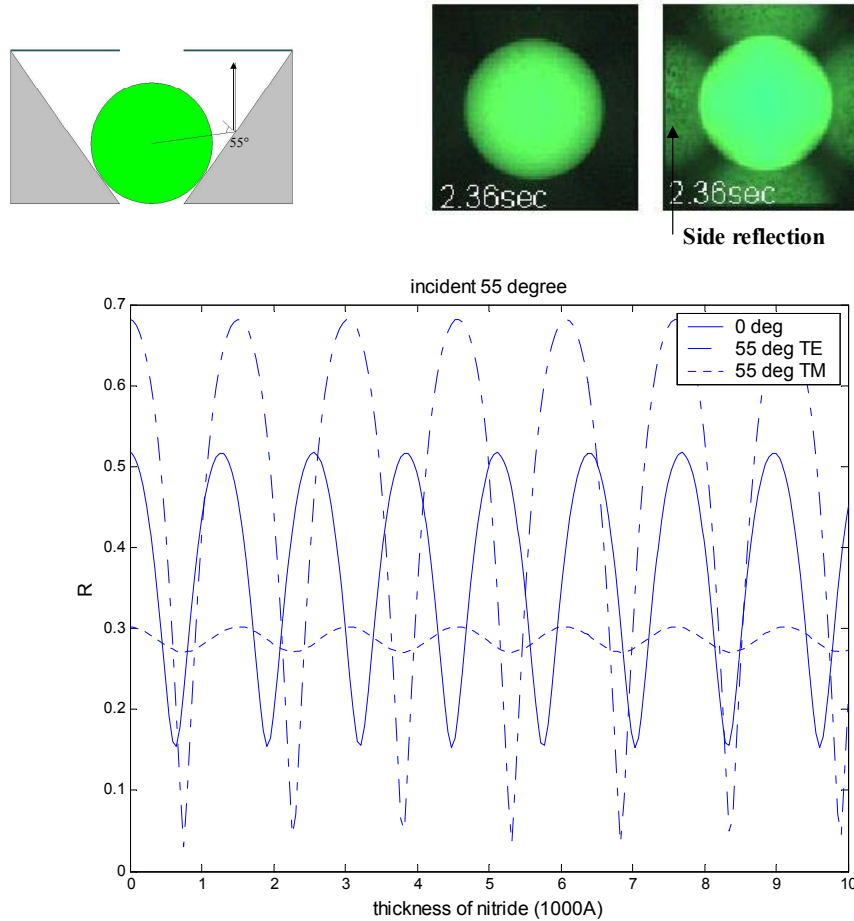 55°
2.36sec
2.36sec
Side reflection
incident 55 degree
0.7
0.6
0.5
0.4
0.3
0.2
0.1
0
R
0 deg
55 deg TE
55 deg TM
0 1 2 3 4 5 6 7 8 9 10
thickness of nitride (1000A)